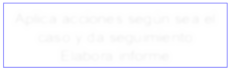 Aplica acciones según sea el
caso y da seguimiento
Elabora informe